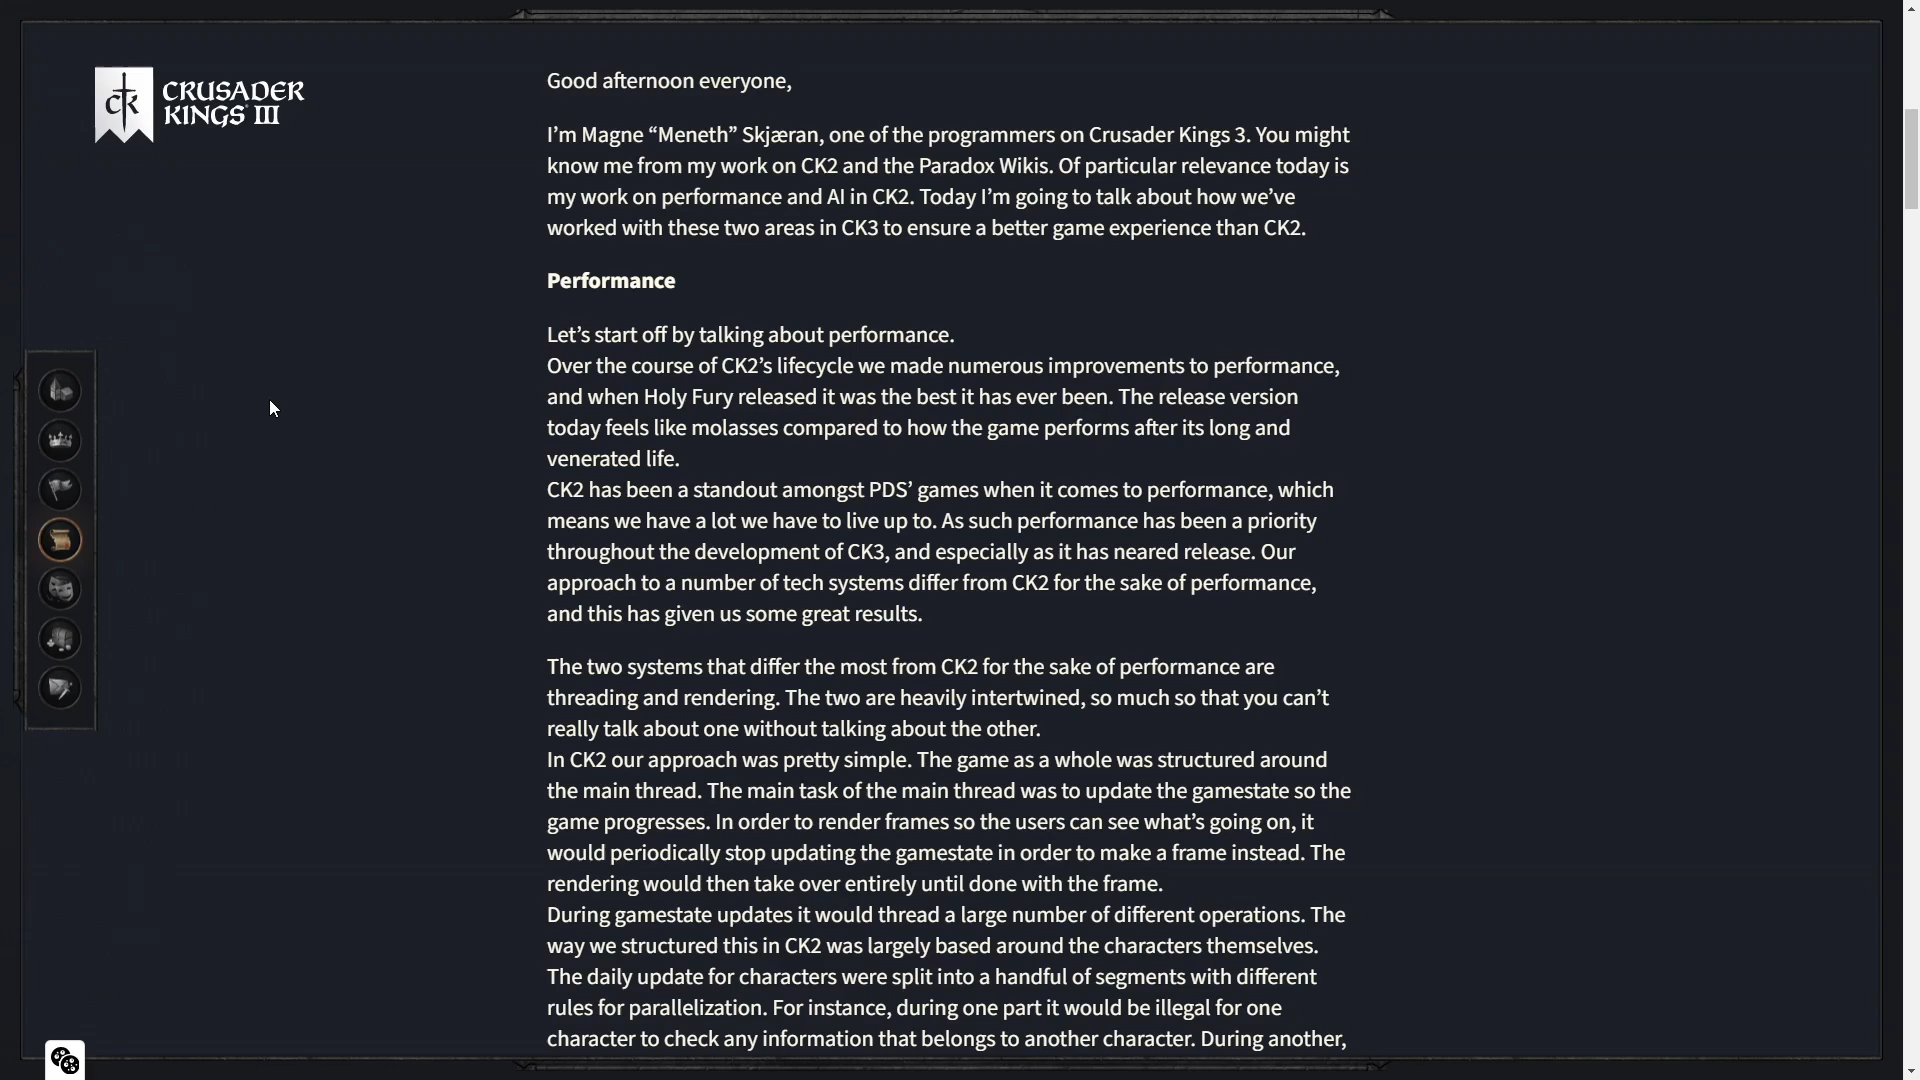 CK
CRUSADER
KINGS III
Good afternoon everyone,
I’m Magne “Meneth” Skjæran, one of the programmers on Crusader Kings 3. You might
know me from my work on CK2 and the Paradox Wikis. Of particular relevance today is
my work on performance and AI in CK2. Today I’m going to talk about how we’ve
worked with these two areas in CK3 to ensure a better game experience than CK2.
Performance
Let’s start off by talking about performance.
Over the course of CK2’s lifecycle we made numerous improvements to performance,
and when Holy Fury released it was the best it has ever been. The release version
today feels like molasses compared to how the game performs after its long and
venerated life.
CK2 has been a standout amongst PDS’ games when it comes to performance, which
means we have a lot we have to live up to. As such performance has been a priority
throughout the development of CK3, and especially as it has neared release. Our
approach to a number of tech systems differ from CK2 for the sake of performance,
and this has given us some great results.
The two systems that differ the most from CK2 for the sake of performance are
threading and rendering. The two are heavily intertwined, so much so that you can’t
really talk about one without talking about the other.
In CK2 our approach was pretty simple. The game as a whole was structured around
the main thread. The main task of the main thread was to update the gamestate so the
game progresses. In order to render frames so the users can see what’s going on, it
would periodically stop updating the gamestate in order to make a frame instead. The
rendering would then take over entirely until done with the frame.
During gamestate updates it would thread a large number of different operations. The
way we structured this in CK2 was largely based around the characters themselves.
The daily update for characters were split into a handful of segments with different
rules for parallelization. For instance, during one part it would be illegal for one
character to check any information that belongs to another character. During another,